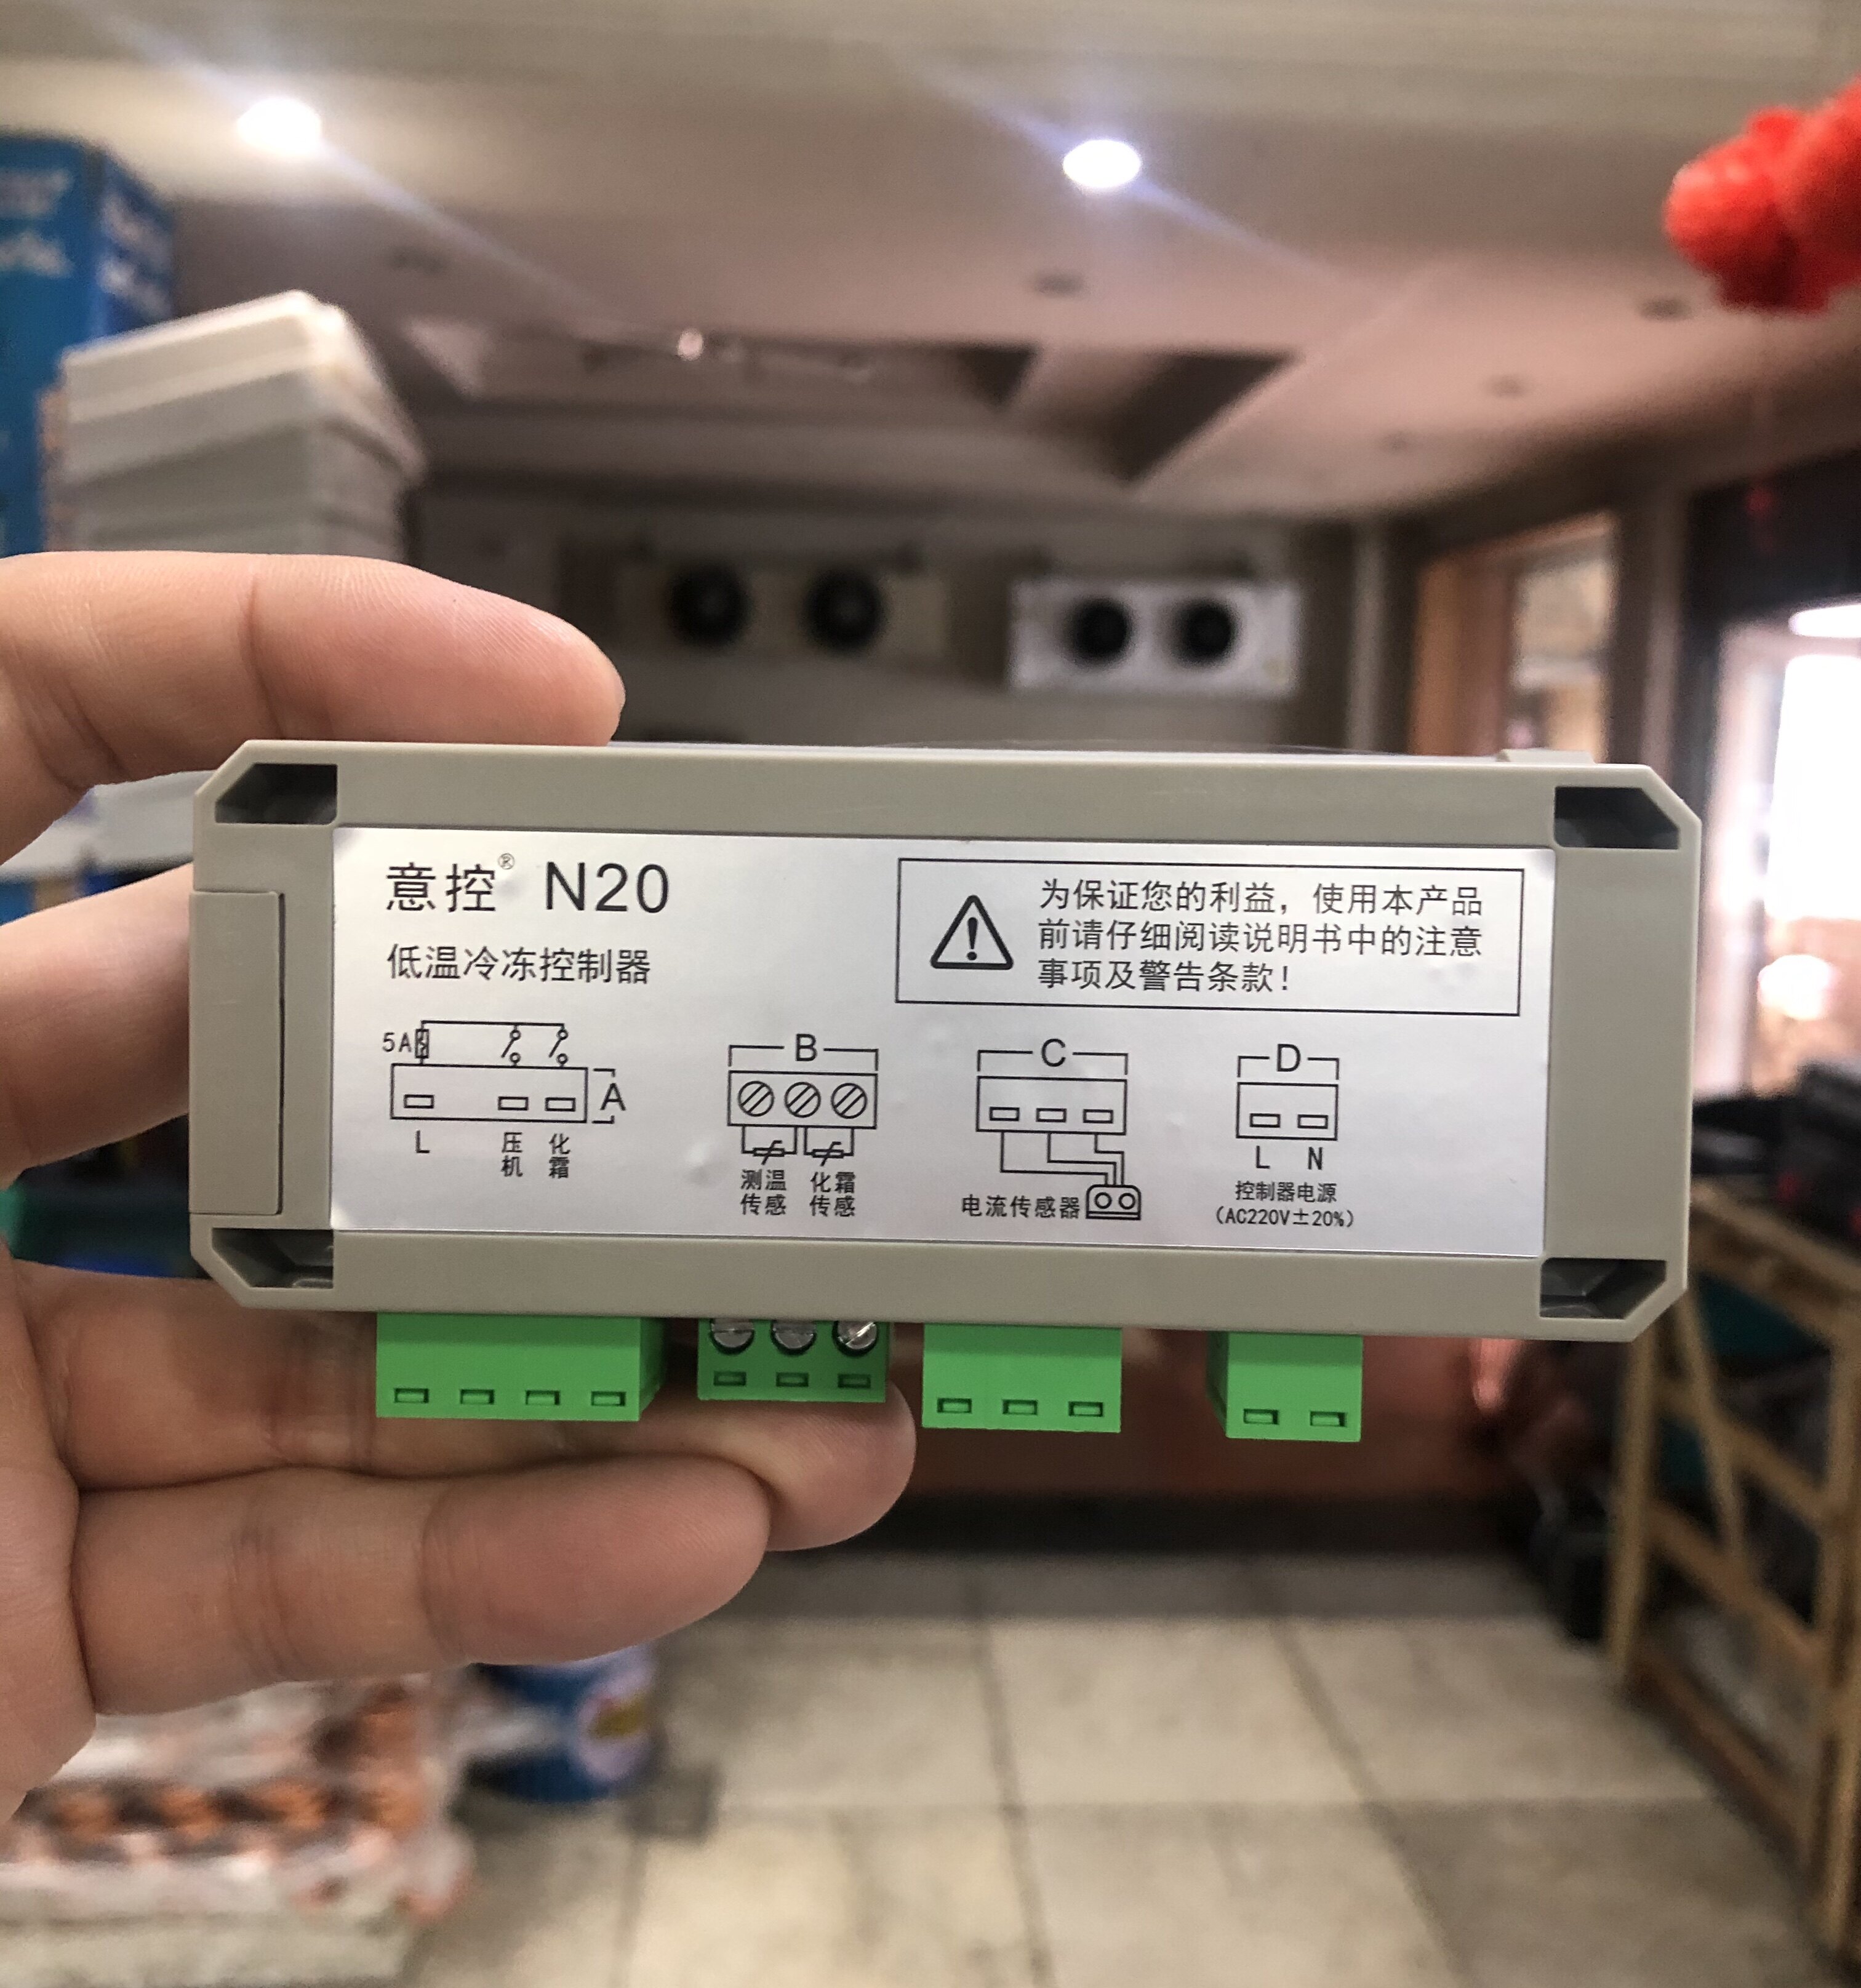 意控® N20
低温冷冻控制器
为保证您的利益，使用本产品
前请仔细阅读说明书中的注意
事项及警告条款！
5A
A
L
压机
化霜
B
测温
传感
化霜
传感
C
电流传感器
D
L N
控制器电源
（AC220V±20%）